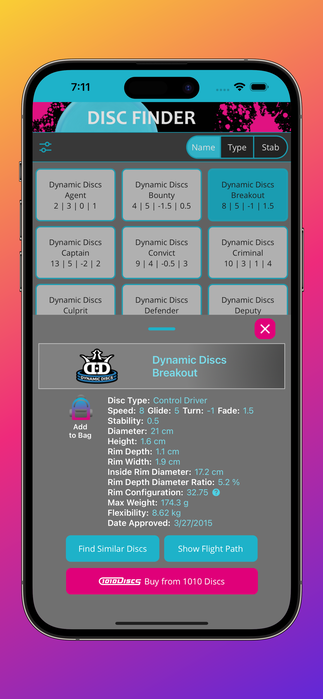 7:11
DISC FINDER
Name Type Stab
Dynamic Discs Dynamic Discs Dynamic Discs
Agent Bounty Breakout
2 | 3 | 0 | 1 4 | 5 | -1.5 | 0.5 8 | 5 | -1 | 1.5
Dynamic Discs Dynamic Discs Dynamic Discs
Captain Convict Criminal
13 | 5 | -2 | 2 9 | 4 | -0.5 | 3 10 | 3 | 1 | 4
Dynamic Discs Dynamic Discs Dynamic Discs
Culprit Defender Deputy
DYNAMIC DISCS
Dynamic Discs
Breakout
Add
to Bag
Disc Type: Control Driver
Speed: 8 Glide: 5 Turn: -1 Fade: 1.5
Stability: 0.5
Diameter: 21 cm
Height: 1.6 cm
Rim Depth: 1.1 cm
Rim Width: 1.9 cm
Inside Rim Diameter: 17.2 cm
Rim Depth Diameter Ratio: 5.2 %
Rim Configuration: 32.75 ?
Max Weight: 174.3 g
Flexibility: 8.62 kg
Date Approved: 3/27/2015
Find Similar Discs Show Flight Path
1010DISCS Buy from 1010 Discs